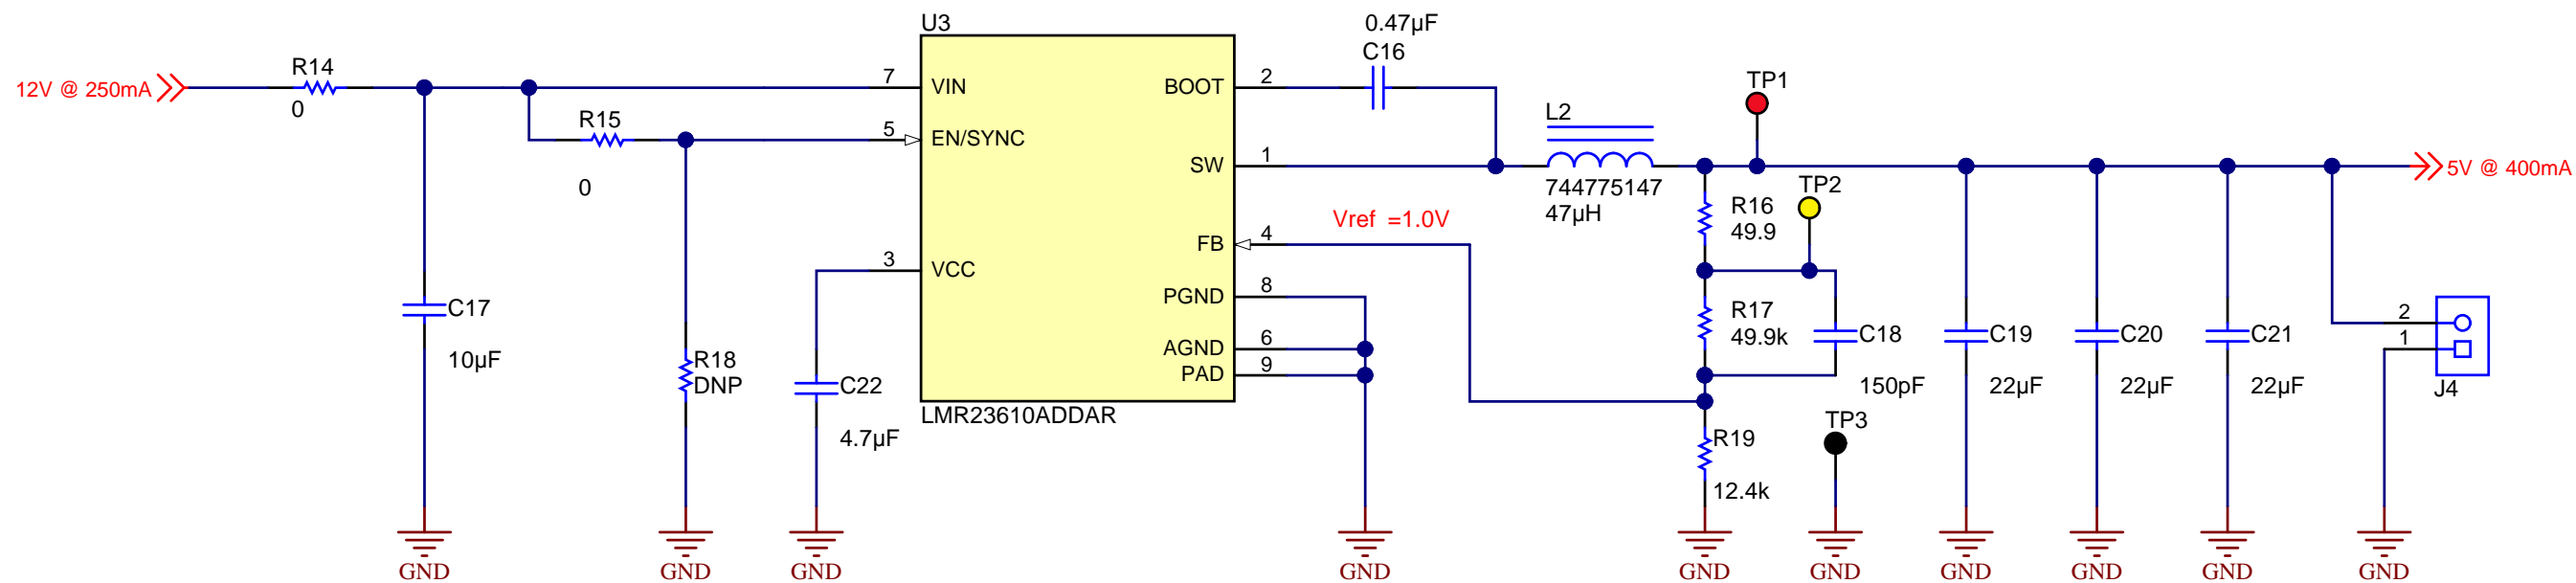 U3
0.47µF
C16
12V @ 250mA
R14
0
7
VIN
BOOT
2
TP1
R15
0
5
EN/SYNC
SW
1
L2
744775147
47µH
5V @ 400mA
TP2
Vref =1.0V
R16
49.9
FB
4
3
VCC
PGND
8
R17
49.9k
C17
10µF
AGND
6
PAD
9
C18
150pF
C19
22µF
C20
22µF
C21
22µF
2
1
J4
R18
DNP
C22
4.7µF
LMR23610ADDAR
TP3
R19
12.4k
GND
GND
GND
GND
GND
GND
GND
GND
GND
GND